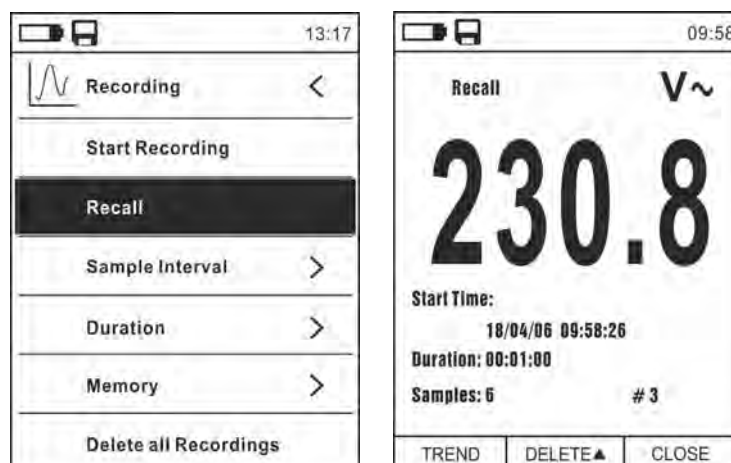 13:17
Recording <
Start Recording
Recall
Sample Interval >
Duration >
Memory >
Delete all Recordings
09:58
Recall V~
230.8
Start Time:
18/04/06 09:58:26
Duration: 00:01:00
Samples: 6 # 3
TREND DELETE▲ CLOSE